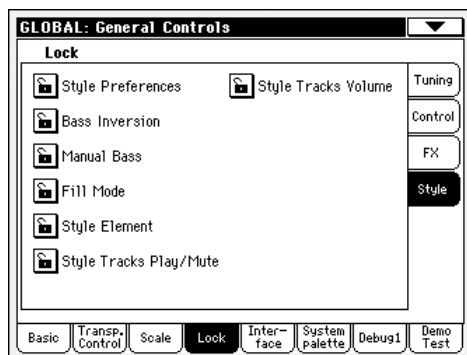 GLOBAL: General Controls
Lock
Style Preferences
Style Tracks Volume
Bass Inversion
Manual Bass
Fill Mode
Style Element
Style Tracks Play/Mute
Tuning
Control
FX
Style
Basic
Transp.
Control
Scale
Lock
Inter-
face
System
palette
Debug1
Demo
Test